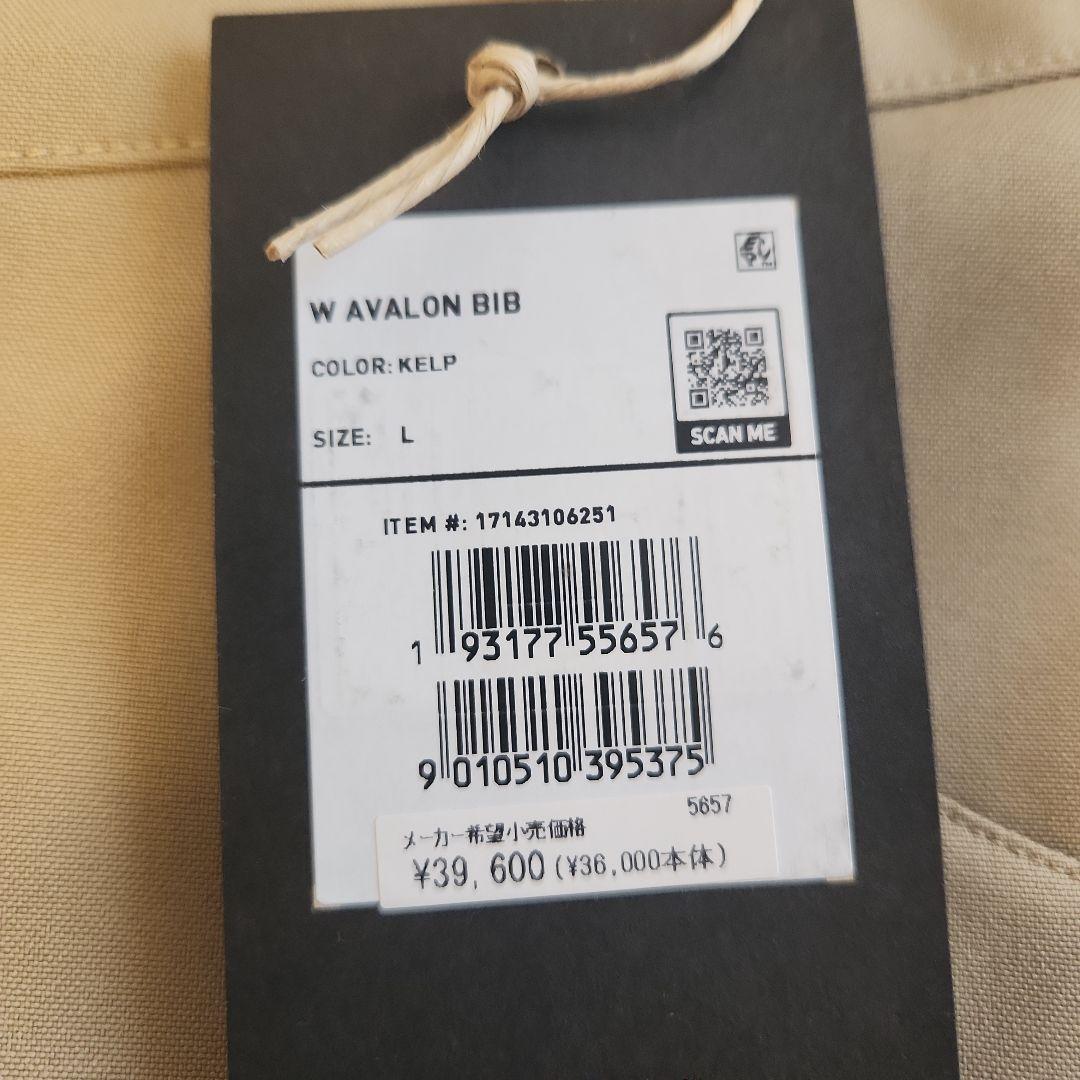 W AVALON BIB
COLOR: KELP
SIZE: L
SCAN ME
ITEM #: 17143106251
1 93177 55657 6
9 010510 395375
5657
メーカー希望小売価格
¥39,600(¥36,000本体)